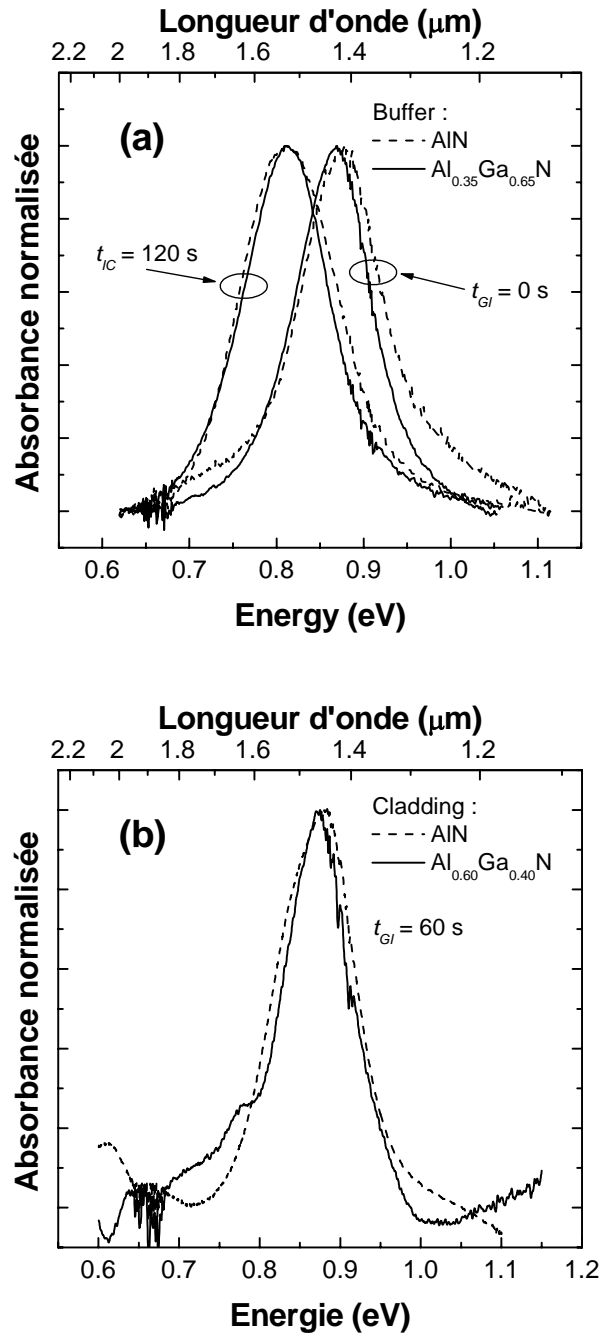 Longueur d'onde (μm)
2.2 2 1.8 1.6 1.4 1.2
(a)
Buffer :
AlN
Al0.35Ga0.65N
tIC = 120 s
tGI = 0 s
Absorbance normalisée
0.6 0.7 0.8 0.9 1.0 1.1
Energy (eV)
Longueur d'onde (μm)
2.2 2 1.8 1.6 1.4 1.2
(b)
Cladding :
AlN
Al0.60Ga0.40N
tGI = 60 s
Absorbance normalisée
0.6 0.7 0.8 0.9 1.0 1.1 1.2
Energie (eV)